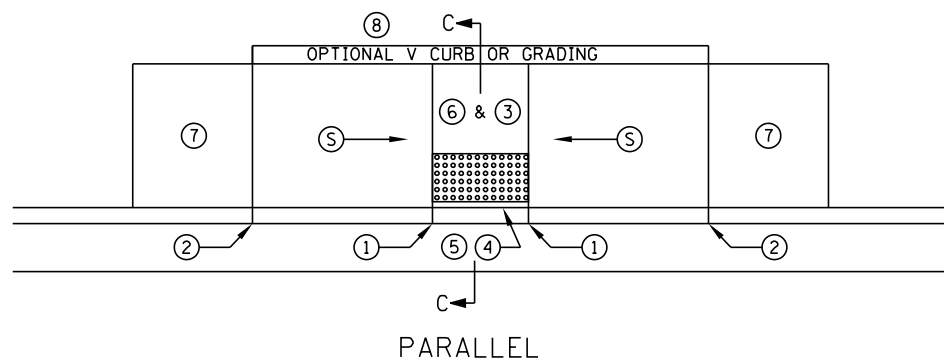 8
C
OPTIONAL V CURB OR GRADING
6 & 3
7 S S 7
2 1 5 4 1 2
C
PARALLEL